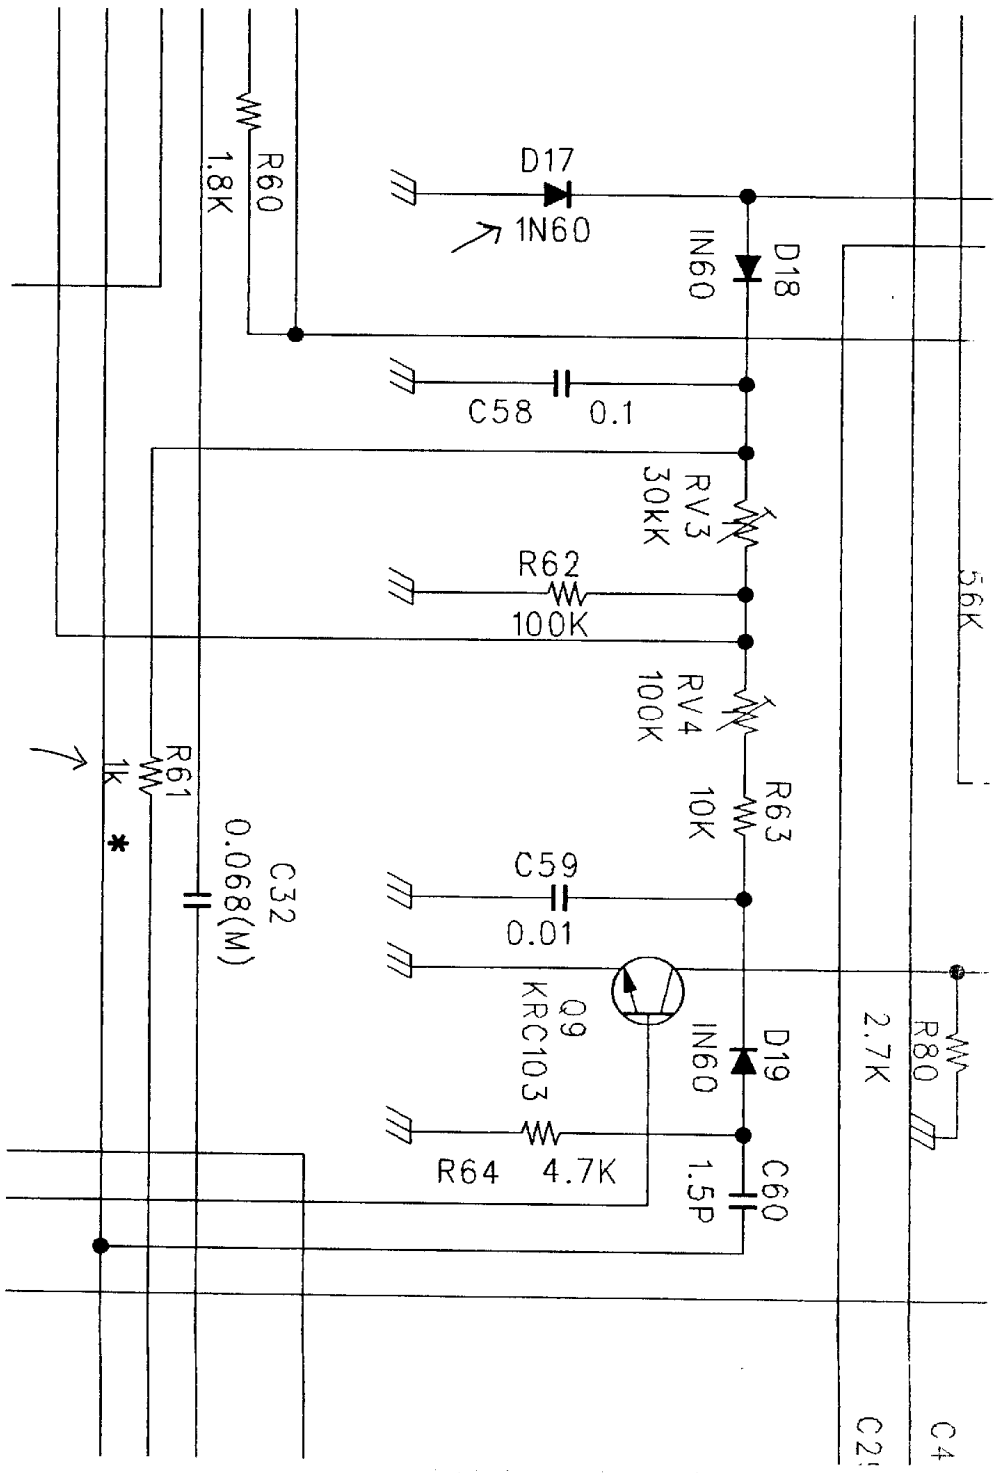 R60
1.8K
D17
1N60
D18
IN60
C58 0.1
RV3
30KK
R62
100K
56K
RV4
100K
R61
1k
*
R63
10K
C32
0.068(M)
C59
0.01
Q9
KRC103
D19
IN60
R80
2.7K
R64 4.7K
C60
1.5P
C4